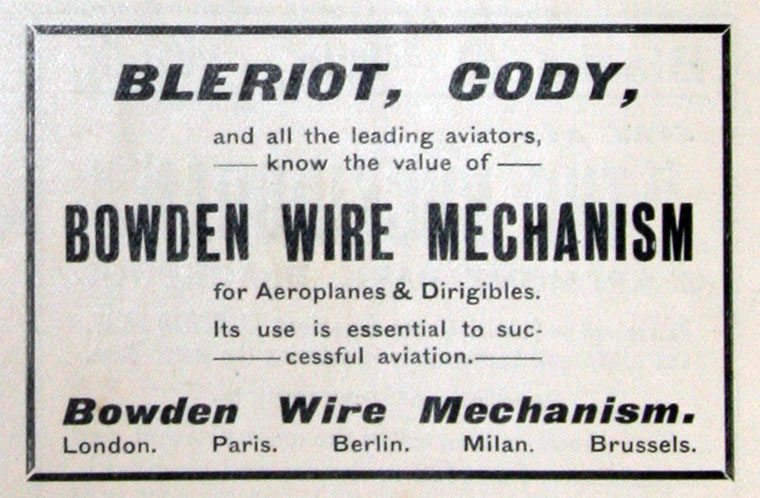 BLERIOT, CODY,
and all the leading aviators,
— know the value of —
BOWDEN WIRE MECHANISM
for Aeroplanes & Dirigibles.
Its use is essential to suc-
— cessful aviation. —
Bowden Wire Mechanism.
London. Paris. Berlin. Milan. Brussels.